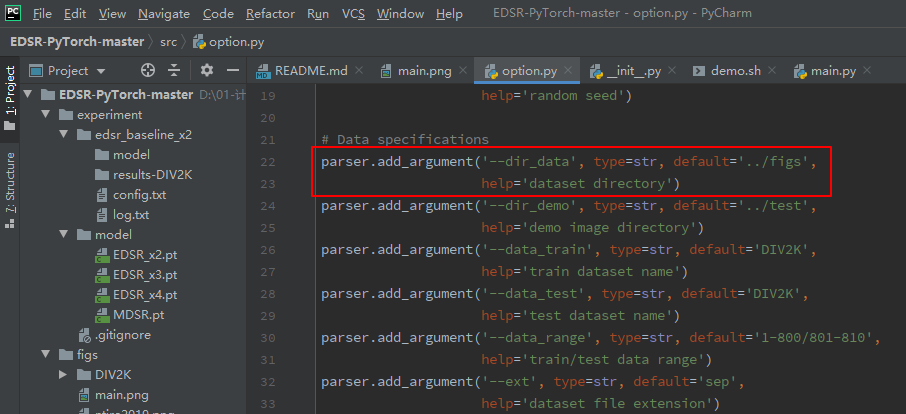 PC File Edit View Navigate Code Refactor Run VCS Window Help EDSR-PyTorch-master - option.py - PyCharm
EDSR-PyTorch-master src option.py
Project README.md main.png option.py __init__.py demo.sh main.py
1: Project
7: Structure
EDSR-PyTorch-master D:\01-计
experiment
edsr_baseline_x2
model
results-DIV2K
config.txt
log.txt
model
EDSR_x2.pt
EDSR_x3.pt
EDSR_x4.pt
MDSR.pt
.gitignore
figs
DIV2K
main.png
19 help='random seed')
20
21 # Data specifications
22 parser.add_argument('--dir_data', type=str, default='../figs',
23 help='dataset directory')
24 parser.add_argument('--dir_demo', type=str, default='../test',
25 help='demo image directory')
26 parser.add_argument('--data_train', type=str, default='DIV2K',
27 help='train dataset name')
28 parser.add_argument('--data_test', type=str, default='DIV2K',
29 help='test dataset name')
30 parser.add_argument('--data_range', type=str, default='1-800/801-810',
31 help='train/test data range')
32 parser.add_argument('--ext', type=str, default='sep',
33 help='dataset file extension')